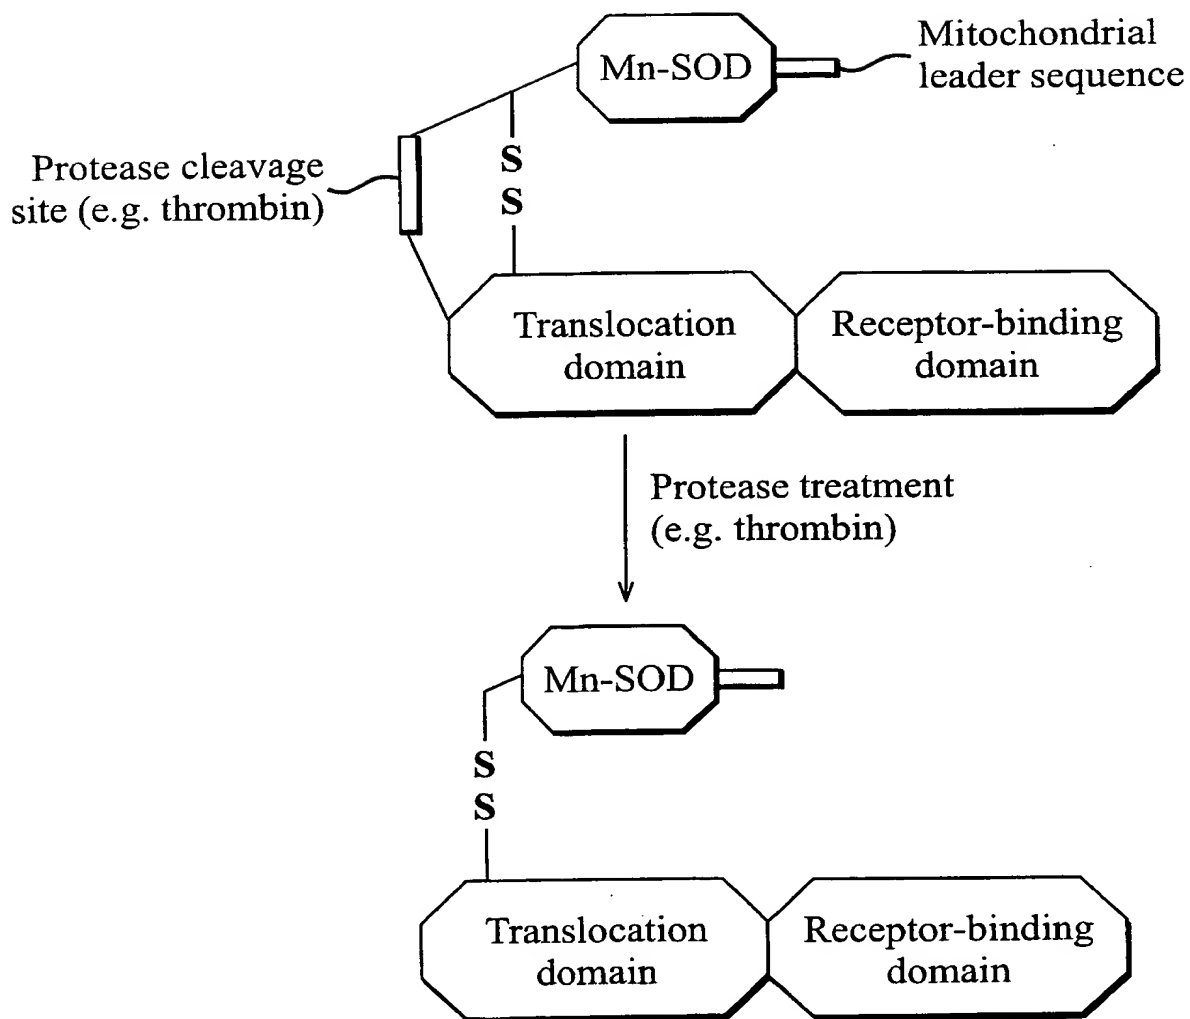 Mn-SOD
Mitochondrial
leader sequence
Protease cleavage
site (e.g. thrombin)
S
S
Translocation
domain
Receptor-binding
domain
Protease treatment
(e.g. thrombin)
Mn-SOD
S
S
Translocation
domain
Receptor-binding
domain